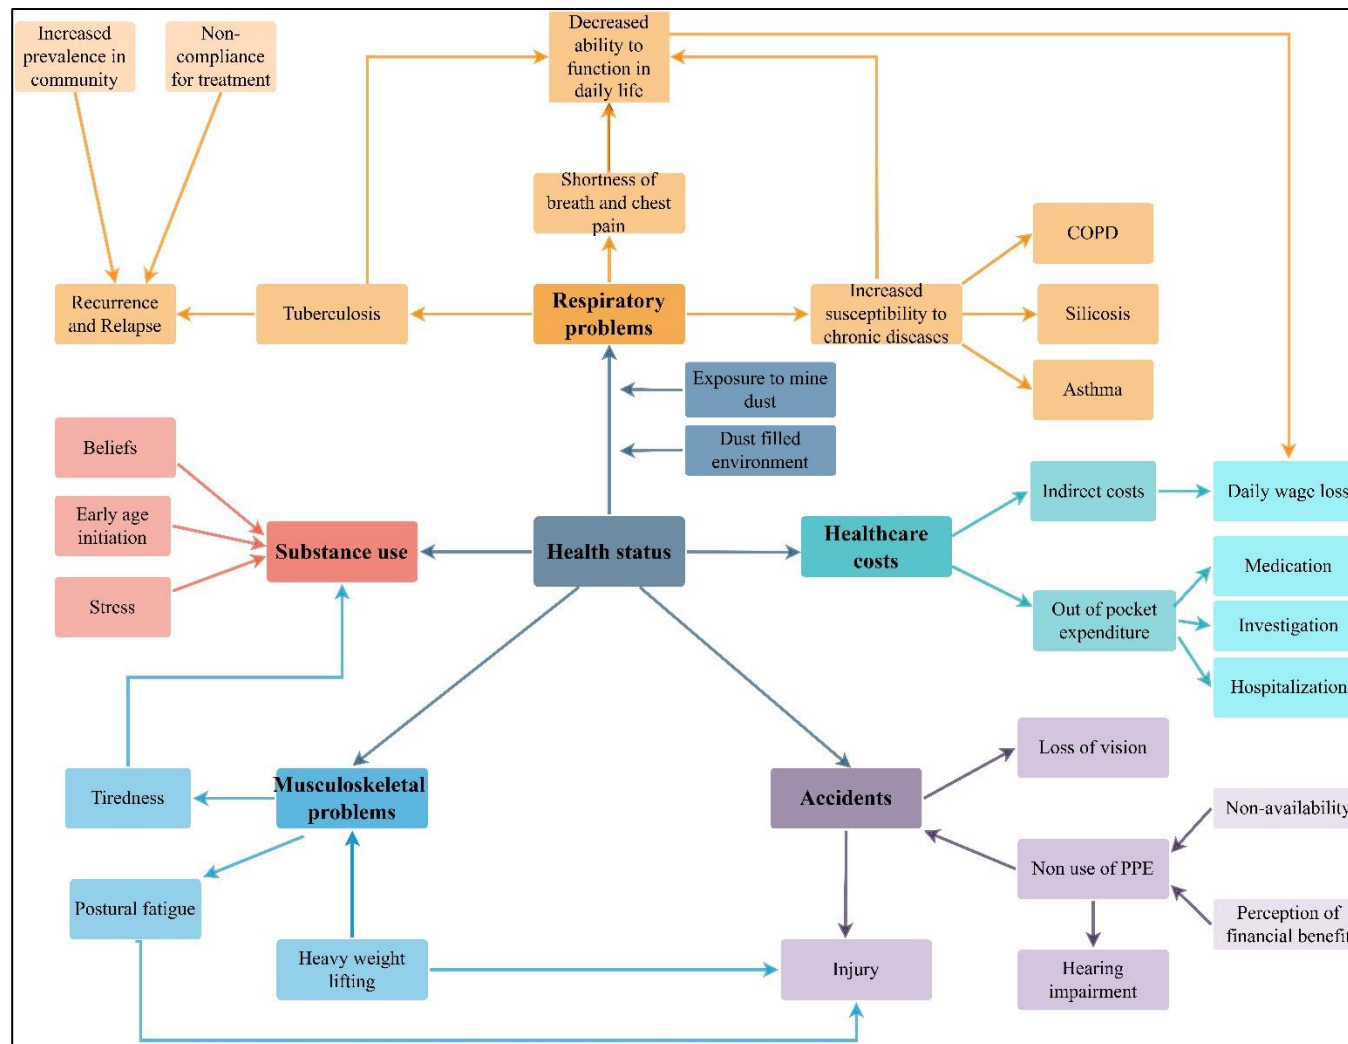 Increased
prevalence in
community
Non-
compliance
for treatment
Decreased
ability to
function in
daily life
Shortness of
breath and chest
pain
Recurrence
and Relapse
Tuberculosis
Respiratory
problems
Increased
susceptibility to
chronic diseases
COPD
Silicosis
Asthma
Exposure to mine
dust
Dust filled
environment
Beliefs
Early age
initiation
Stress
Substance use
Health status
Healthcare
costs
Indirect costs
Daily wage loss
Out of pocket
expenditure
Medication
Investigation
Hospitalization
Tiredness
Musculoskeletal
problems
Postural fatigue
Heavy weight
lifting
Accidents
Loss of vision
Non use of PPE
Non-availability
Perception of
financial benefit
Injury
Hearing
impairment